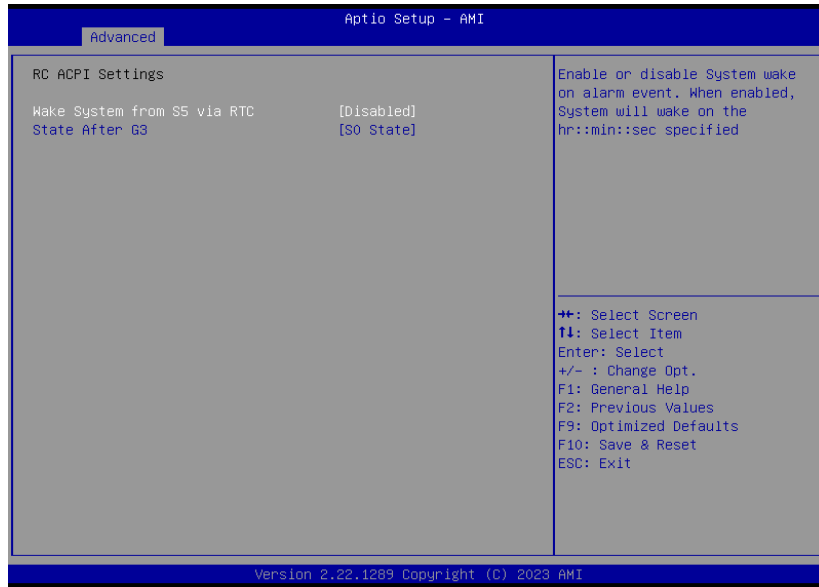 Aptio Setup - AMI
Advanced
RC ACPI Settings
Wake System from S5 via RTC [Disabled]
State After G3 [S0 State]
Enable or disable System wake
on alarm event. When enabled,
System will wake on the
hr::min::sec specified
→←: Select Screen
↑↓: Select Item
Enter: Select
+/- : Change Opt.
F1: General Help
F2: Previous Values
F9: Optimized Defaults
F10: Save & Reset
ESC: Exit
Version 2.22.1289 Copyright (C) 2023 AMI